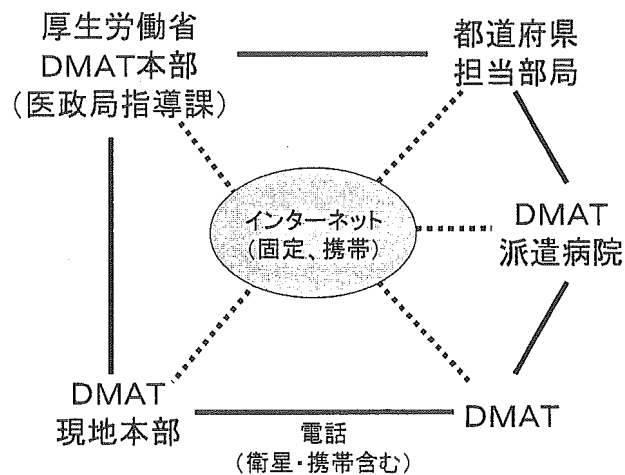 厚生労働省
DMAT本部
(医政局指導課)
都道府県
担当部局
インターネット
(固定、携帯)
DMAT
派遣病院
DMAT
現地本部
電話
(衛星・携帯含む)
DMAT